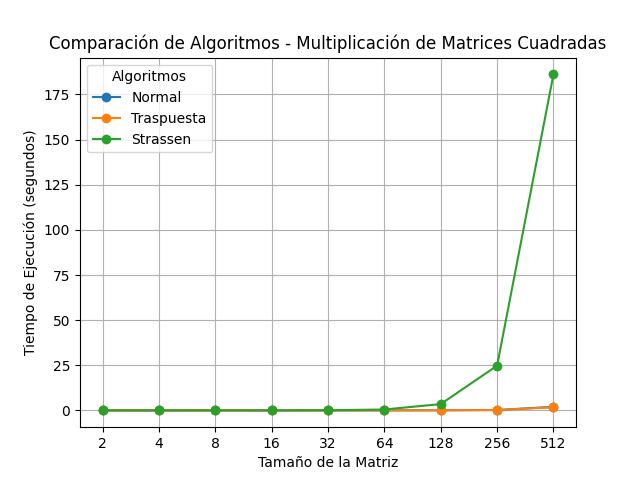 Comparación de Algoritmos - Multiplicación de Matrices Cuadradas
Algoritmos
Normal
Traspuesta
Strassen
Tiempo de Ejecución (segundos)
175
150
125
100
75
50
25
0
2 4 8 16 32 64 128 256 512
Tamaño de la Matriz